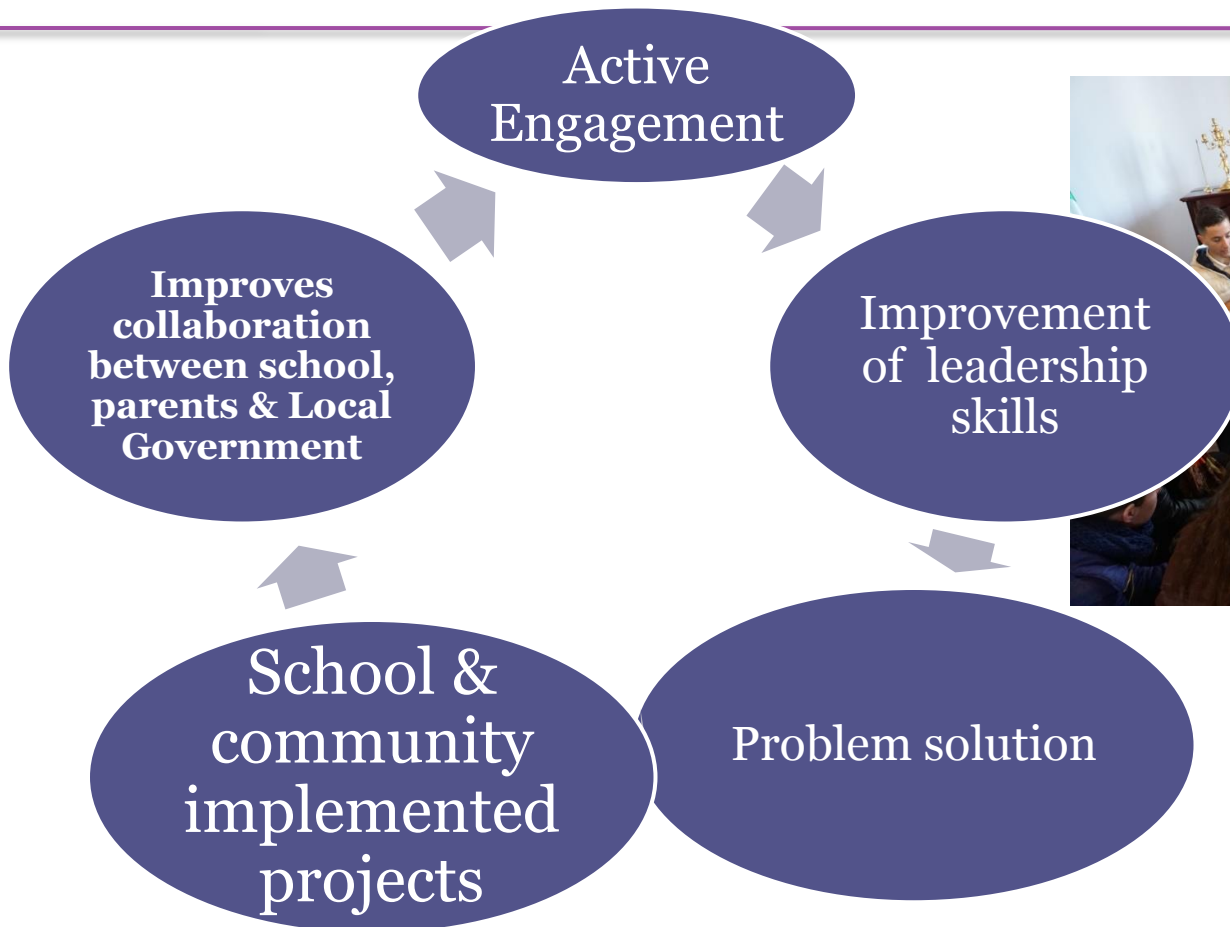 Active
Engagement
Improvement
of leadership
skills
Problem solution
School &
community
implemented
projects
Improves
collaboration
between school,
parents & Local
Government